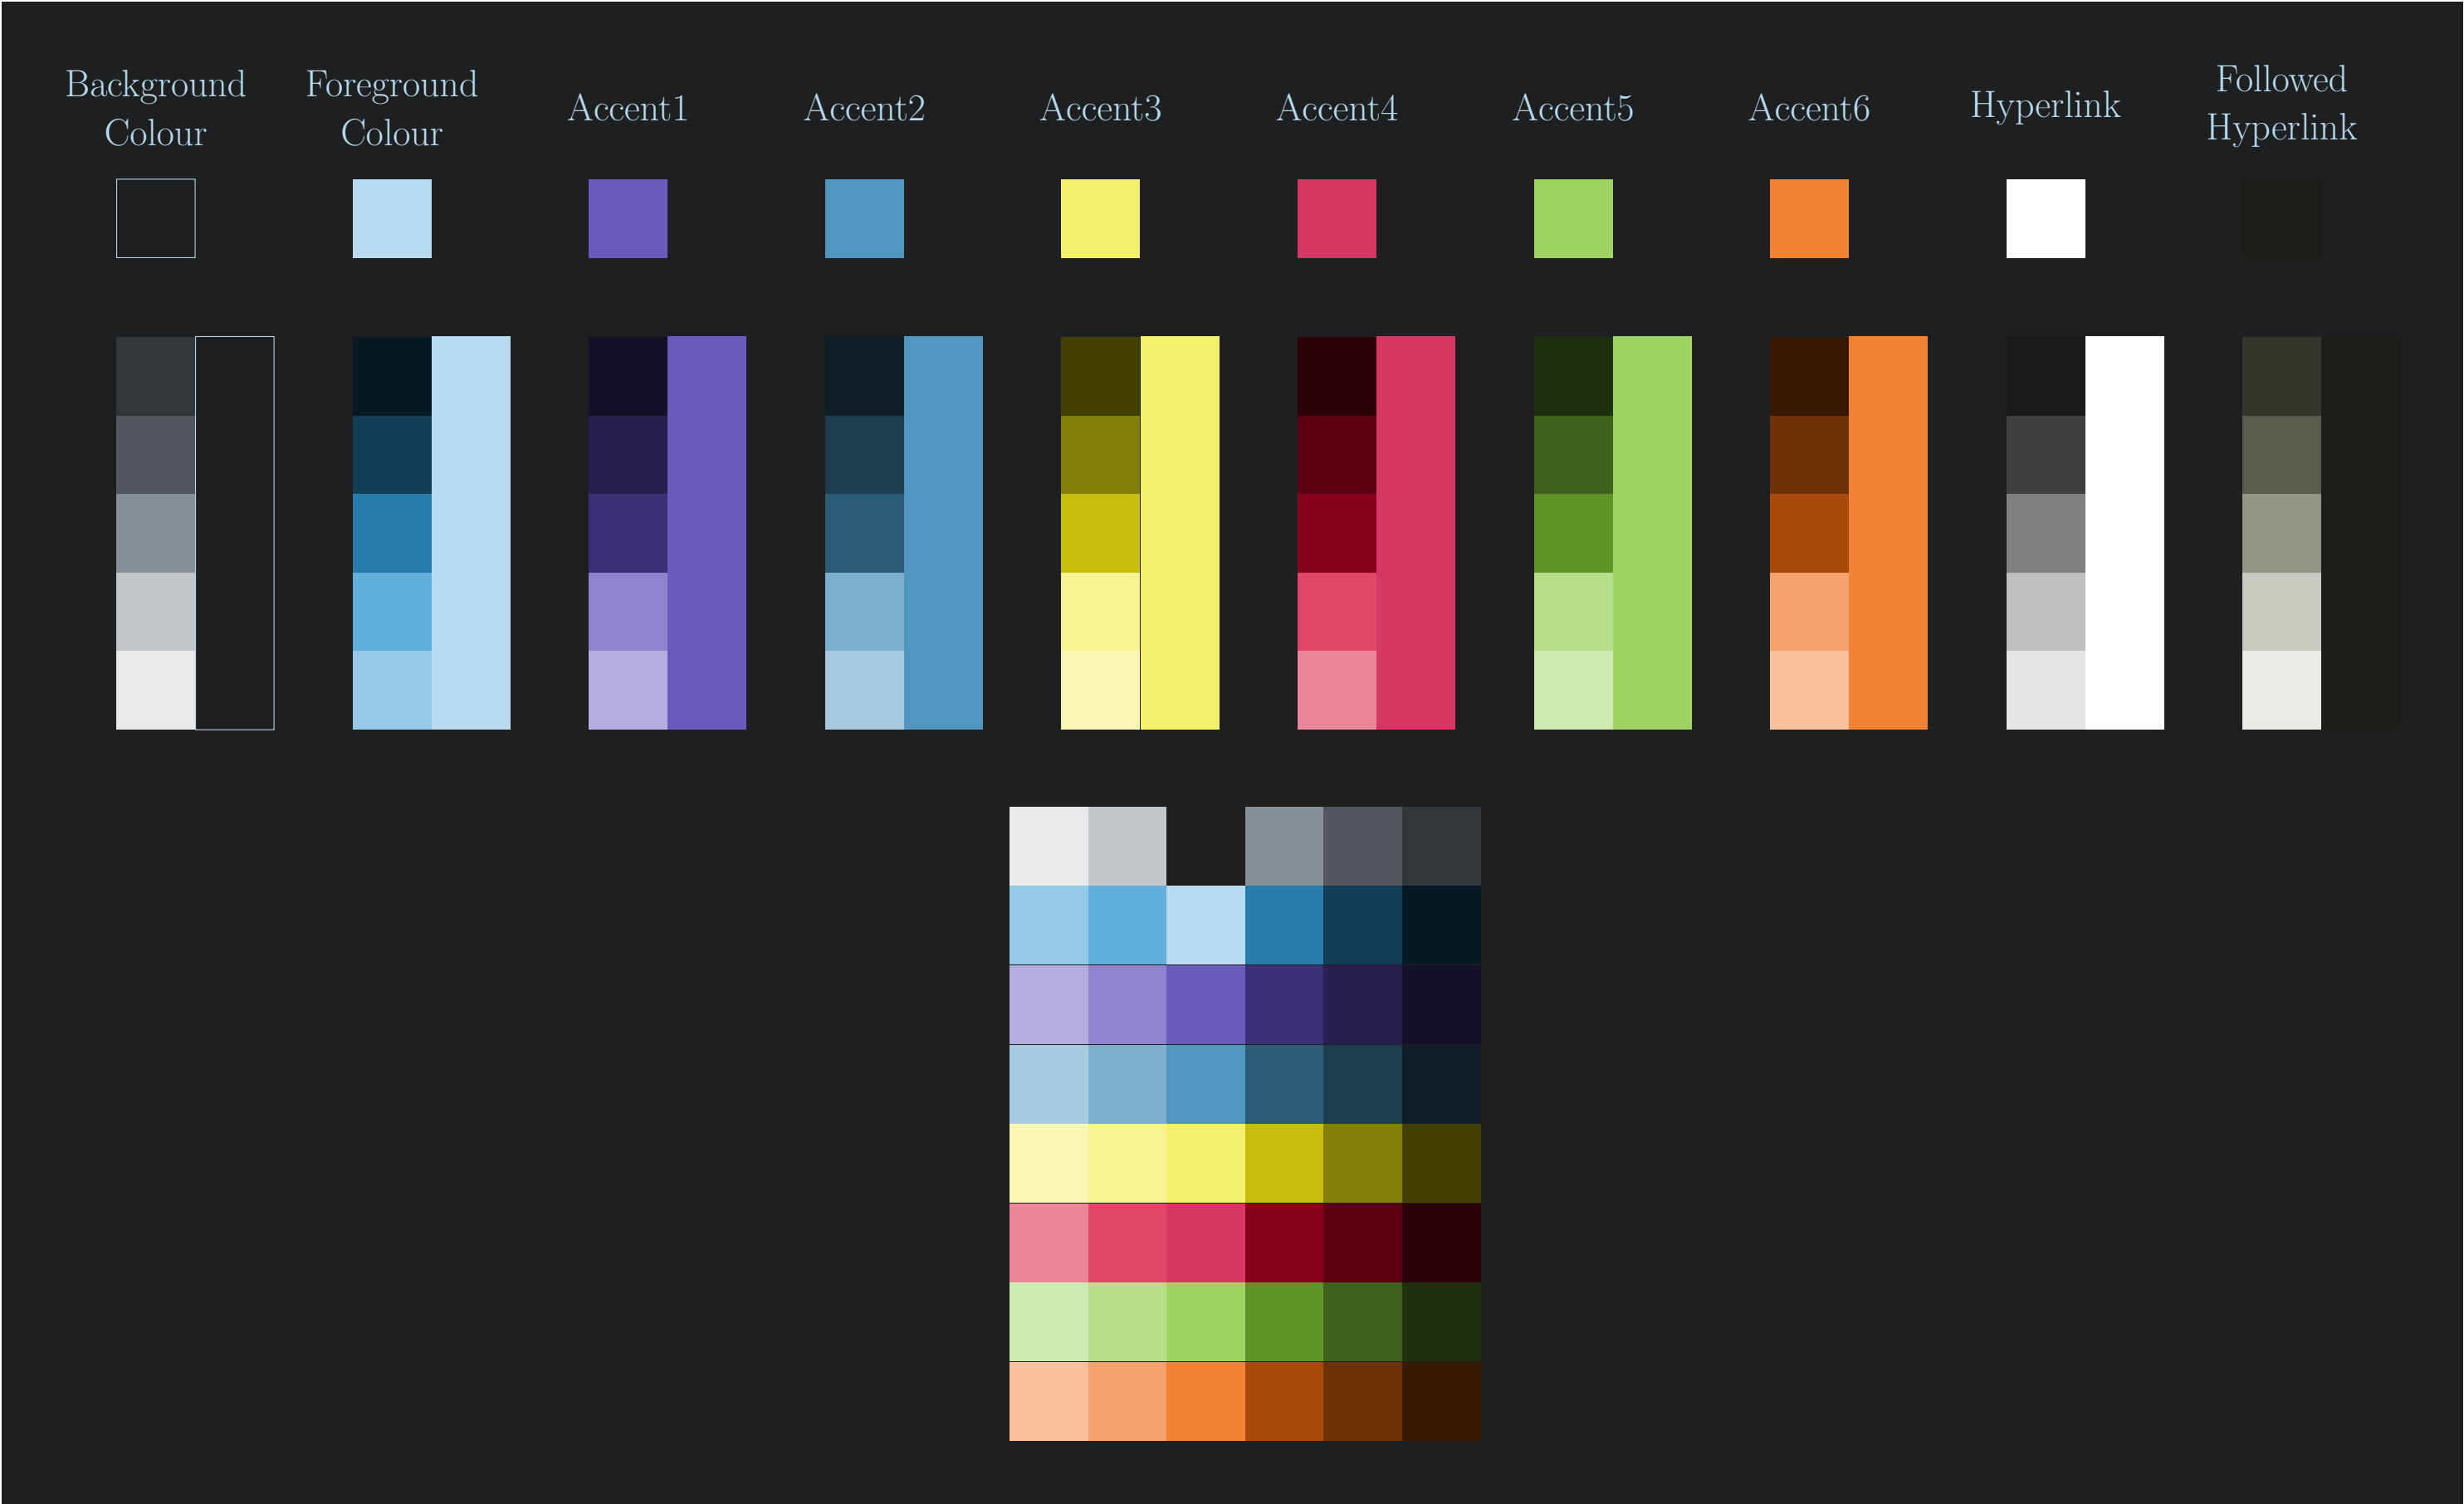 Background
Colour
Foreground
Colour
Accent1
Accent2
Accent3
Accent4
Accent5
Accent6
Hyperlink
Followed
Hyperlink